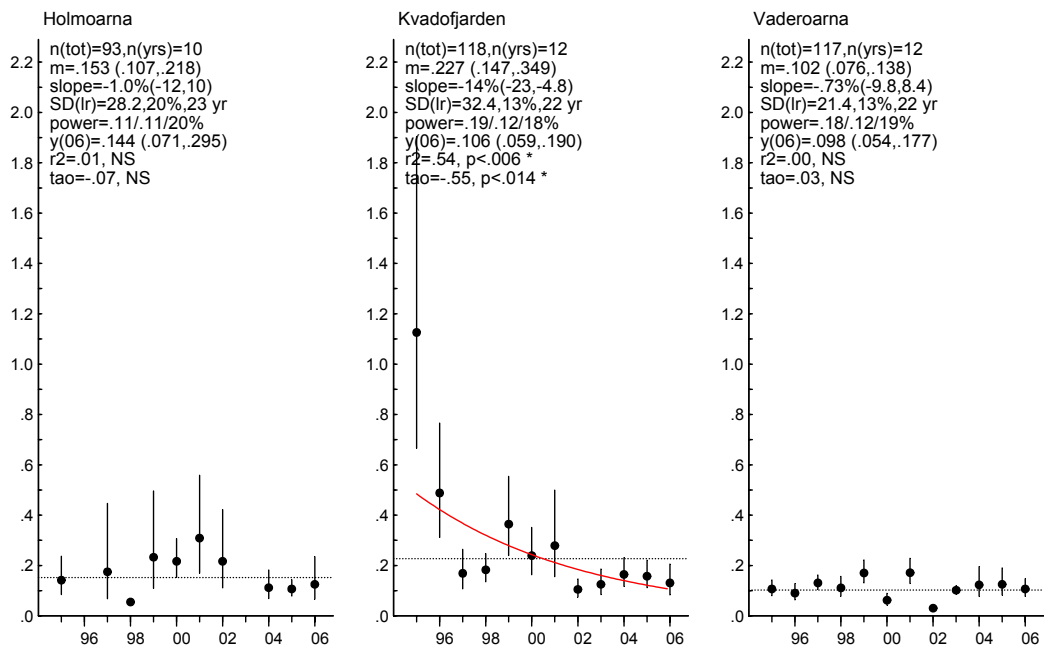 Holmoarna
n(tot)=93,n(yrs)=10
m=.153 (.107,.218)
slope=-1.0%(-12,10)
SD(lr)=28.2,20%,23 yr
power=.11/.11/20%
y(06)=.144 (.071,.295)
r2=.01, NS
tao=-.07, NS
2.2
2.0
1.8
1.6
1.4
1.2
1.0
.8
.6
.4
.2
.0
96 98 00 02 04 06
Kvadofjarden
n(tot)=118,n(yrs)=12
m=.227 (.147,.349)
slope=-14%(-23,-4.8)
SD(lr)=32.4,13%,22 yr
power=.19/.12/18%
y(06)=.106 (.059,.190)
r2=.54, p<.006 *
tao=-.55, p<.014 *
2.2
2.0
1.8
1.6
1.4
1.2
1.0
.8
.6
.4
.2
.0
96 98 00 02 04 06
Vaderoarna
n(tot)=117,n(yrs)=12
m=.102 (.076,.138)
slope=-.73%(-9.8,8.4)
SD(lr)=21.4,13%,22 yr
power=.18/.12/19%
y(06)=.098 (.054,.177)
r2=.00, NS
tao=.03, NS
2.2
2.0
1.8
1.6
1.4
1.2
1.0
.8
.6
.4
.2
.0
96 98 00 02 04 06